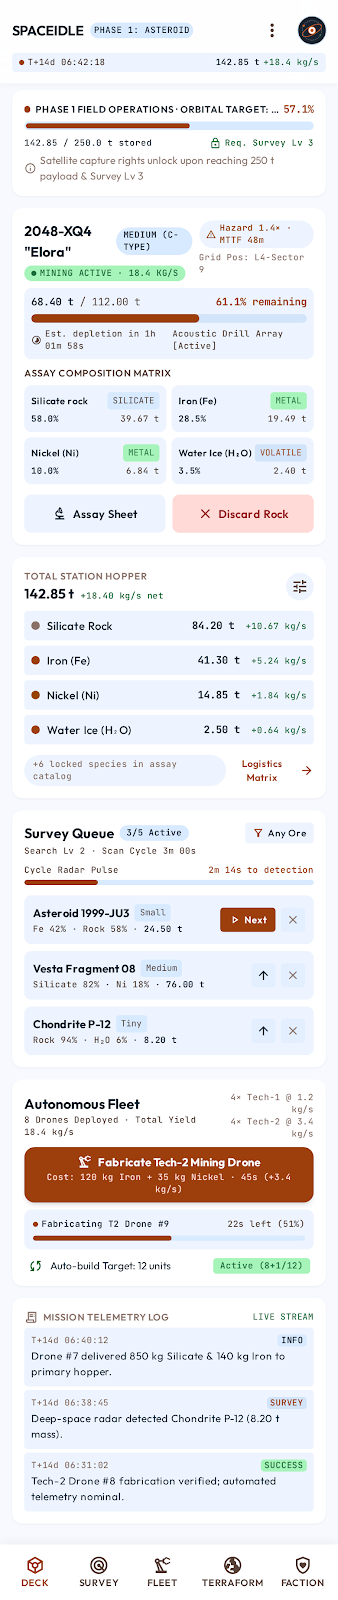 SPACEIDLE PHASE 1: ASTEROID
T+14d 06:42:18 142.85 t +18.4 kg/s
PHASE 1 FIELD OPERATIONS · ORBITAL TARGET: ... 57.1%
142.85 / 250.0 t stored Req. Survey Lv 3
Satellite capture rights unlock upon reaching 250 t
payload & Survey Lv 3
2048-XQ4
"Elora"
MEDIUM (C-
TYPE)
Hazard 1.4× ·
MTTF 48m
Grid Pos: L4-Sector
9
MINING ACTIVE · 18.4 KG/S
68.40 t / 112.00 t 61.1% remaining
Est. depletion in 1h
01m 58s
Acoustic Drill Array
[Active]
ASSAY COMPOSITION MATRIX
Silicate rock SILICATE
58.0% 39.67 t
Iron (Fe) METAL
28.5% 19.49 t
Nickel (Ni) METAL
10.0% 6.84 t
Water Ice (H₂O) VOLATILE
3.5% 2.40 t
Assay Sheet
Discard Rock
TOTAL STATION HOPPER
142.85 t +18.40 kg/s net
Silicate Rock 84.20 t +10.67 kg/s
Iron (Fe) 41.30 t +5.24 kg/s
Nickel (Ni) 14.85 t +1.84 kg/s
Water Ice (H₂O) 2.50 t +0.64 kg/s
+6 locked species in assay
catalog
Logistics
Matrix
Survey Queue 3/5 Active Any Ore
Search Lv 2 · Scan Cycle 3m 00s
Cycle Radar Pulse 2m 14s to detection
Asteroid 1999-JU3 Small
Fe 42% · Rock 58% · 24.50 t
Next
Vesta Fragment 08 Medium
Silicate 82% · Ni 18% · 76.00 t
Chondrite P-12 Tiny
Rock 94% · H₂O 6% · 8.20 t
Autonomous Fleet
8 Drones Deployed · Total Yield
18.4 kg/s
4× Tech-1 @ 1.2
kg/s
4× Tech-2 @ 3.4
kg/s
Fabricate Tech-2 Mining Drone
Cost: 120 kg Iron + 35 kg Nickel · 45s (+3.4
kg/s)
Fabricating T2 Drone #9 22s left (51%)
Auto-build Target: 12 units Active (8+1/12)
MISSION TELEMETRY LOG LIVE STREAM
T+14d 06:40:12 INFO
Drone #7 delivered 850 kg Silicate & 140 kg Iron to
primary hopper.
T+14d 06:38:45 SURVEY
Deep-space radar detected Chondrite P-12 (8.20 t
mass).
T+14d 06:31:02 SUCCESS
Tech-2 Drone #8 fabrication verified; automated
telemetry nominal.
DECK SURVEY FLEET TERRAFORM FACTION